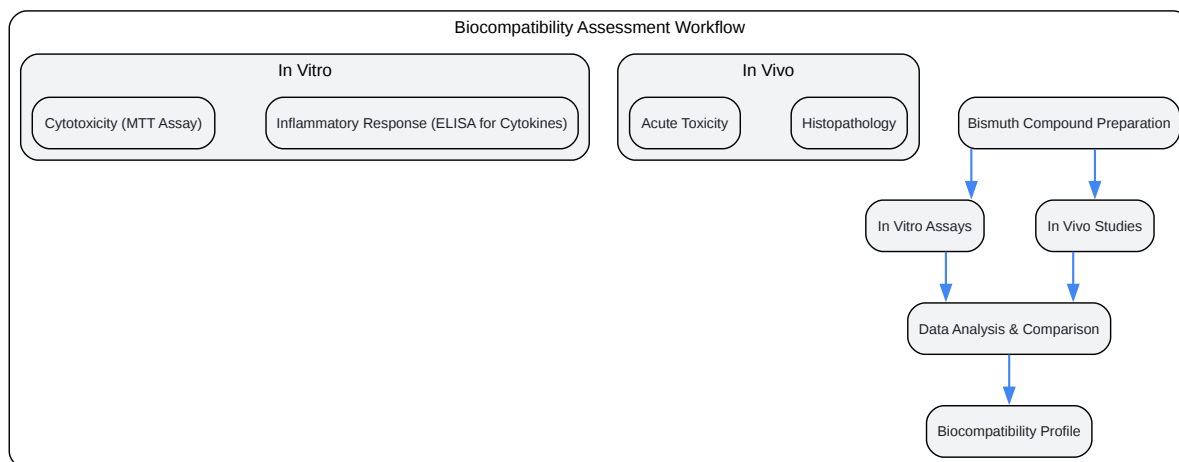 Biocompatibility Assessment Workflow
In Vitro
Cytotoxicity (MTT Assay)
Inflammatory Response (ELISA for Cytokines)
In Vivo
Acute Toxicity
Histopathology
Bismuth Compound Preparation
In Vitro Assays
In Vivo Studies
Data Analysis & Comparison
Biocompatibility Profile